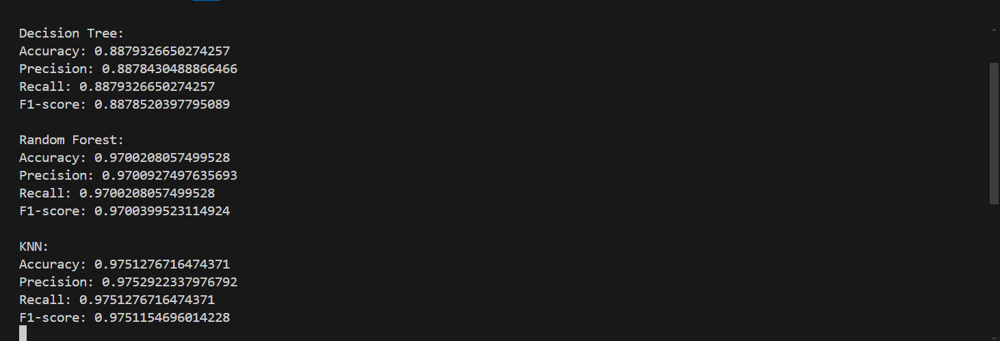 Decision Tree:
Accuracy: 0.8879326650274257
Precision: 0.8878430488866466
Recall: 0.8879326650274257
F1-score: 0.8878520397795089
Random Forest:
Accuracy: 0.9700208057499528
Precision: 0.9700927497635693
Recall: 0.9700208057499528
F1-score: 0.9700399523114924
KNN:
Accuracy: 0.9751276716474371
Precision: 0.9752922337976792
Recall: 0.9751276716474371
F1-score: 0.9751154696014228